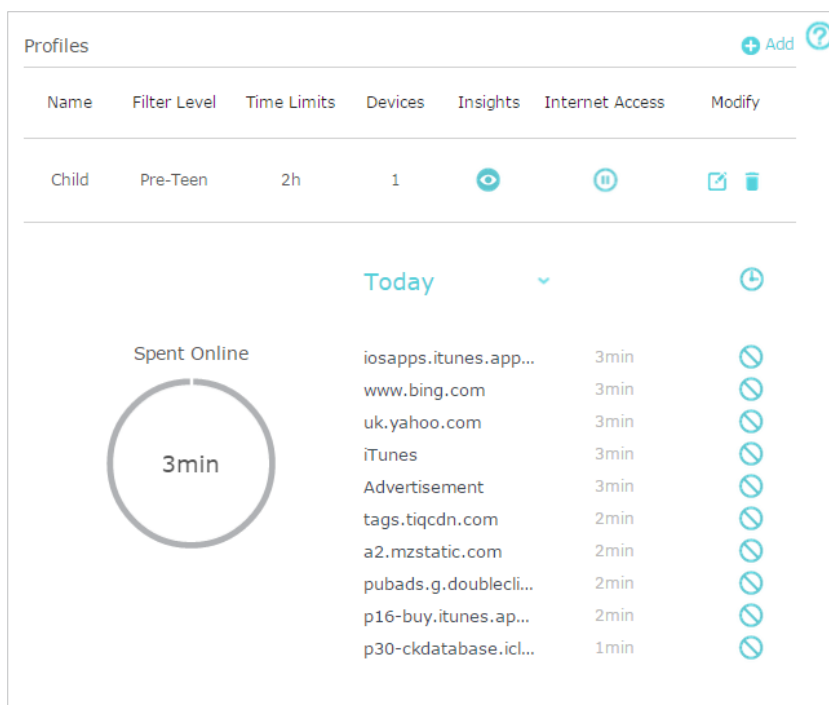 Profiles Add
Name Filter Level Time Limits Devices Insights Internet Access Modify
Child Pre-Teen 2h 1
Today
Spent Online
3min
iosapps.itunes.app... 3min
www.bing.com 3min
uk.yahoo.com 3min
iTunes 3min
Advertisement 3min
tags.tiqcdn.com 2min
a2.mzstatic.com 2min
pubads.g.doublecli... 2min
p16-buy.itunes.ap... 2min
p30-ckdatabase.icl... 1min